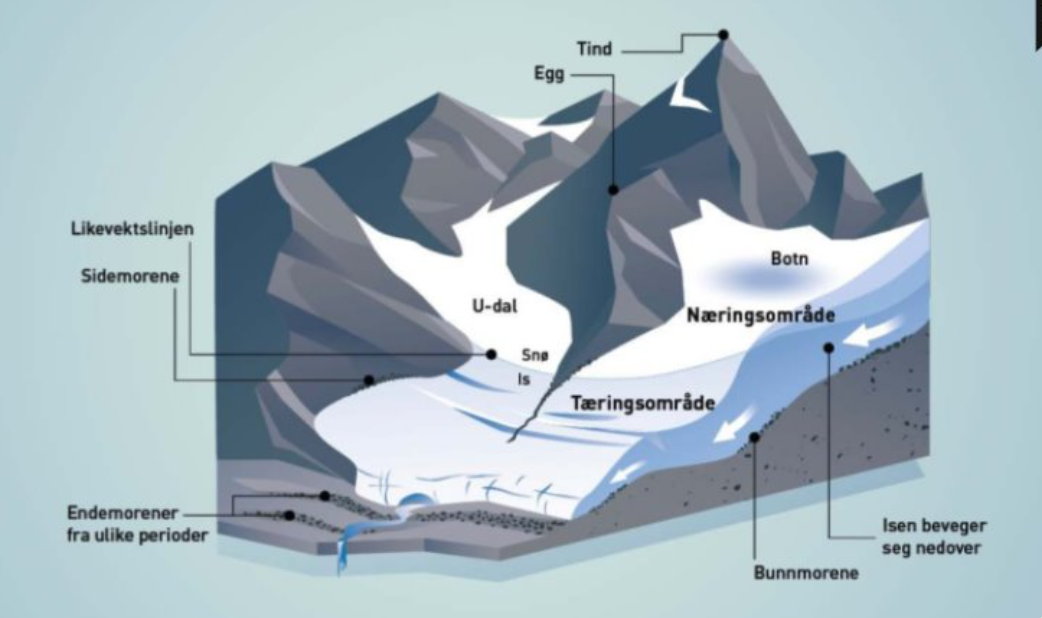 Tind
Egg
Likevektslinjen
Sidemorene
Botn
U-dal
Næringsområde
Snø
Is
Tæringsområde
Endemorener
fra ulike perioder
Isen beveger
seg nedover
Bunnmorene